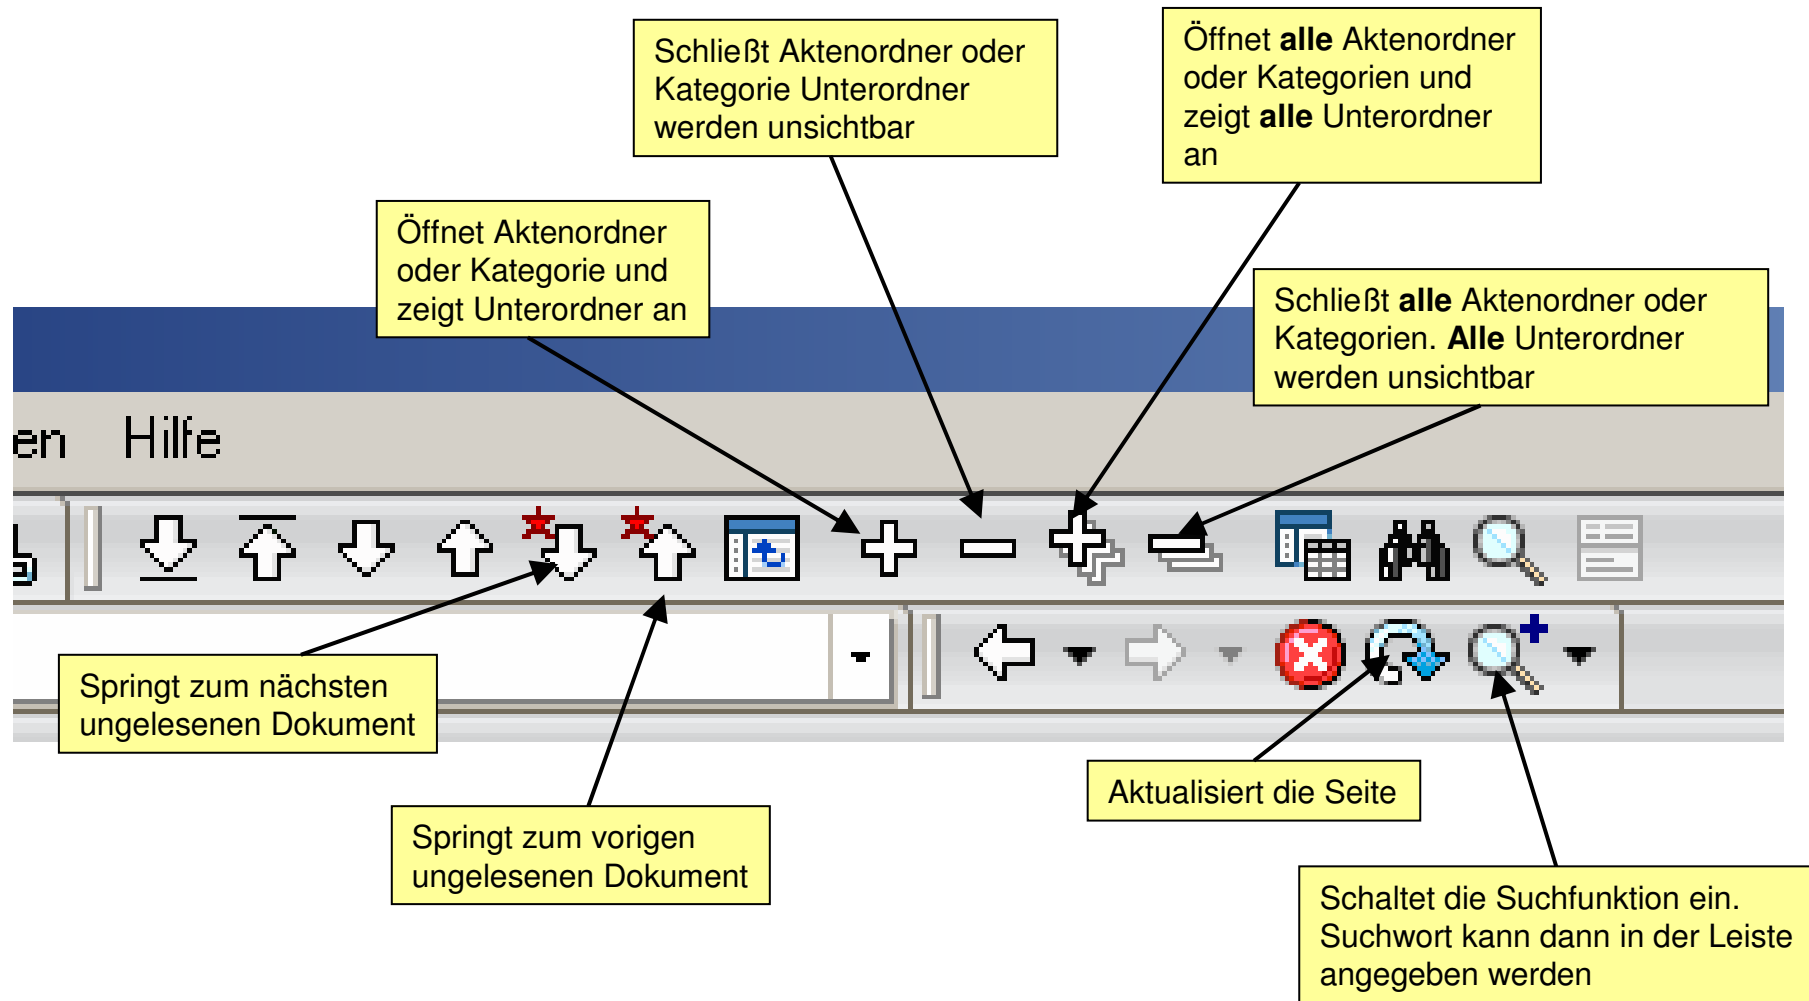 Schließt Aktenordner oder
Kategorie Unterordner
werden unsichtbar
Öffnet alle Aktenordner
oder Kategorien und
zeigt alle Unterordner
an
Öffnet Aktenordner
oder Kategorie und
zeigt Unterordner an
Schließt alle Aktenordner oder
Kategorien. Alle Unterordner
werden unsichtbar
en Hilfe
Springt zum nächsten
ungelesenen Dokument
Aktualisiert die Seite
Springt zum vorigen
ungelesenen Dokument
Schaltet die Suchfunktion ein.
Suchwort kann dann in der Leiste
angegeben werden